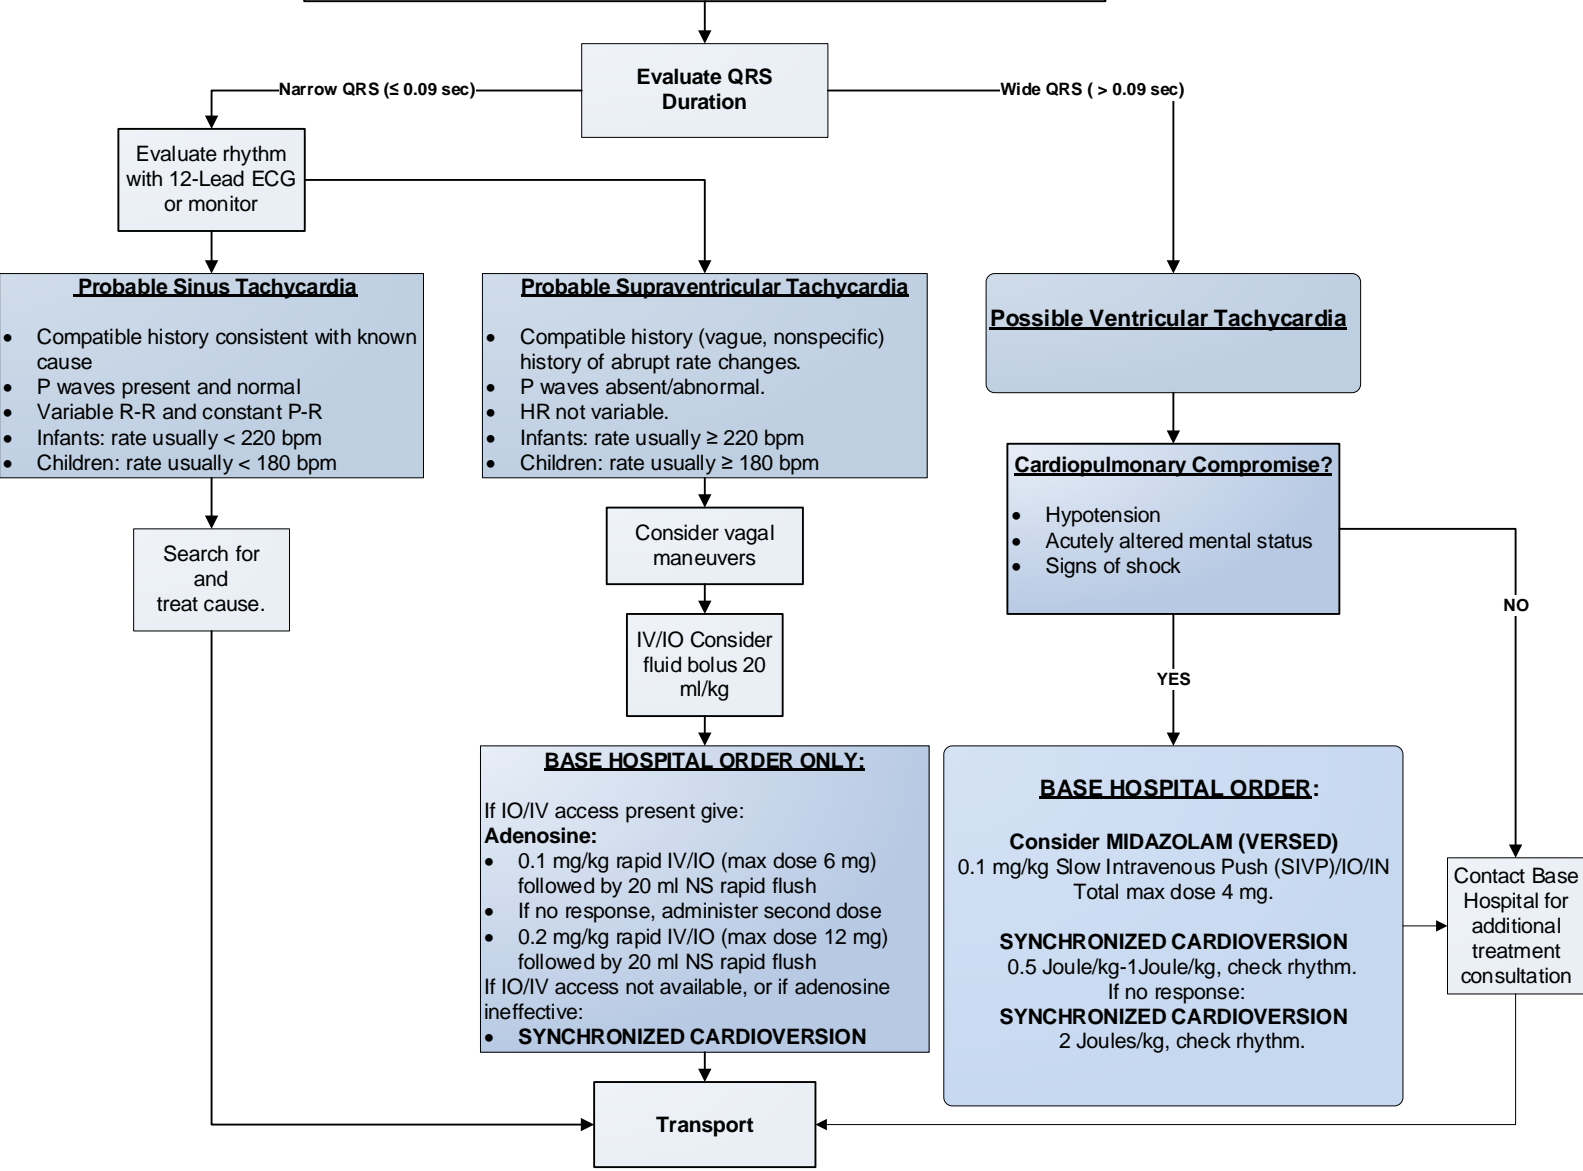 Evaluate QRS
Duration
Narrow QRS (≤ 0.09 sec)
Wide QRS ( > 0.09 sec)
Evaluate rhythm
with 12-Lead ECG
or monitor
Probable Sinus Tachycardia
• Compatible history consistent with known
cause
• P waves present and normal
• Variable R-R and constant P-R
• Infants: rate usually < 220 bpm
• Children: rate usually < 180 bpm
Search for
and
treat cause.
Probable Supraventricular Tachycardia
• Compatible history (vague, nonspecific)
history of abrupt rate changes.
• P waves absent/abnormal.
• HR not variable.
• Infants: rate usually ≥ 220 bpm
• Children: rate usually ≥ 180 bpm
Consider vagal
maneuvers
IV/IO Consider
fluid bolus 20
ml/kg
BASE HOSPITAL ORDER ONLY:
If IO/IV access present give:
Adenosine:
• 0.1 mg/kg rapid IV/IO (max dose 6 mg)
followed by 20 ml NS rapid flush
• If no response, administer second dose
• 0.2 mg/kg rapid IV/IO (max dose 12 mg)
followed by 20 ml NS rapid flush
If IO/IV access not available, or if adenosine
ineffective:
• SYNCHRONIZED CARDIOVERSION
Possible Ventricular Tachycardia
Cardiopulmonary Compromise?
• Hypotension
• Acutely altered mental status
• Signs of shock
NO
YES
BASE HOSPITAL ORDER:
Consider MIDAZOLAM (VERSED)
0.1 mg/kg Slow Intravenous Push (SIVP)/IO/IN
Total max dose 4 mg.
SYNCHRONIZED CARDIOVERSION
0.5 Joule/kg-1Joule/kg, check rhythm.
If no response:
SYNCHRONIZED CARDIOVERSION
2 Joules/kg, check rhythm.
Contact Base
Hospital for
additional
treatment
consultation
Transport